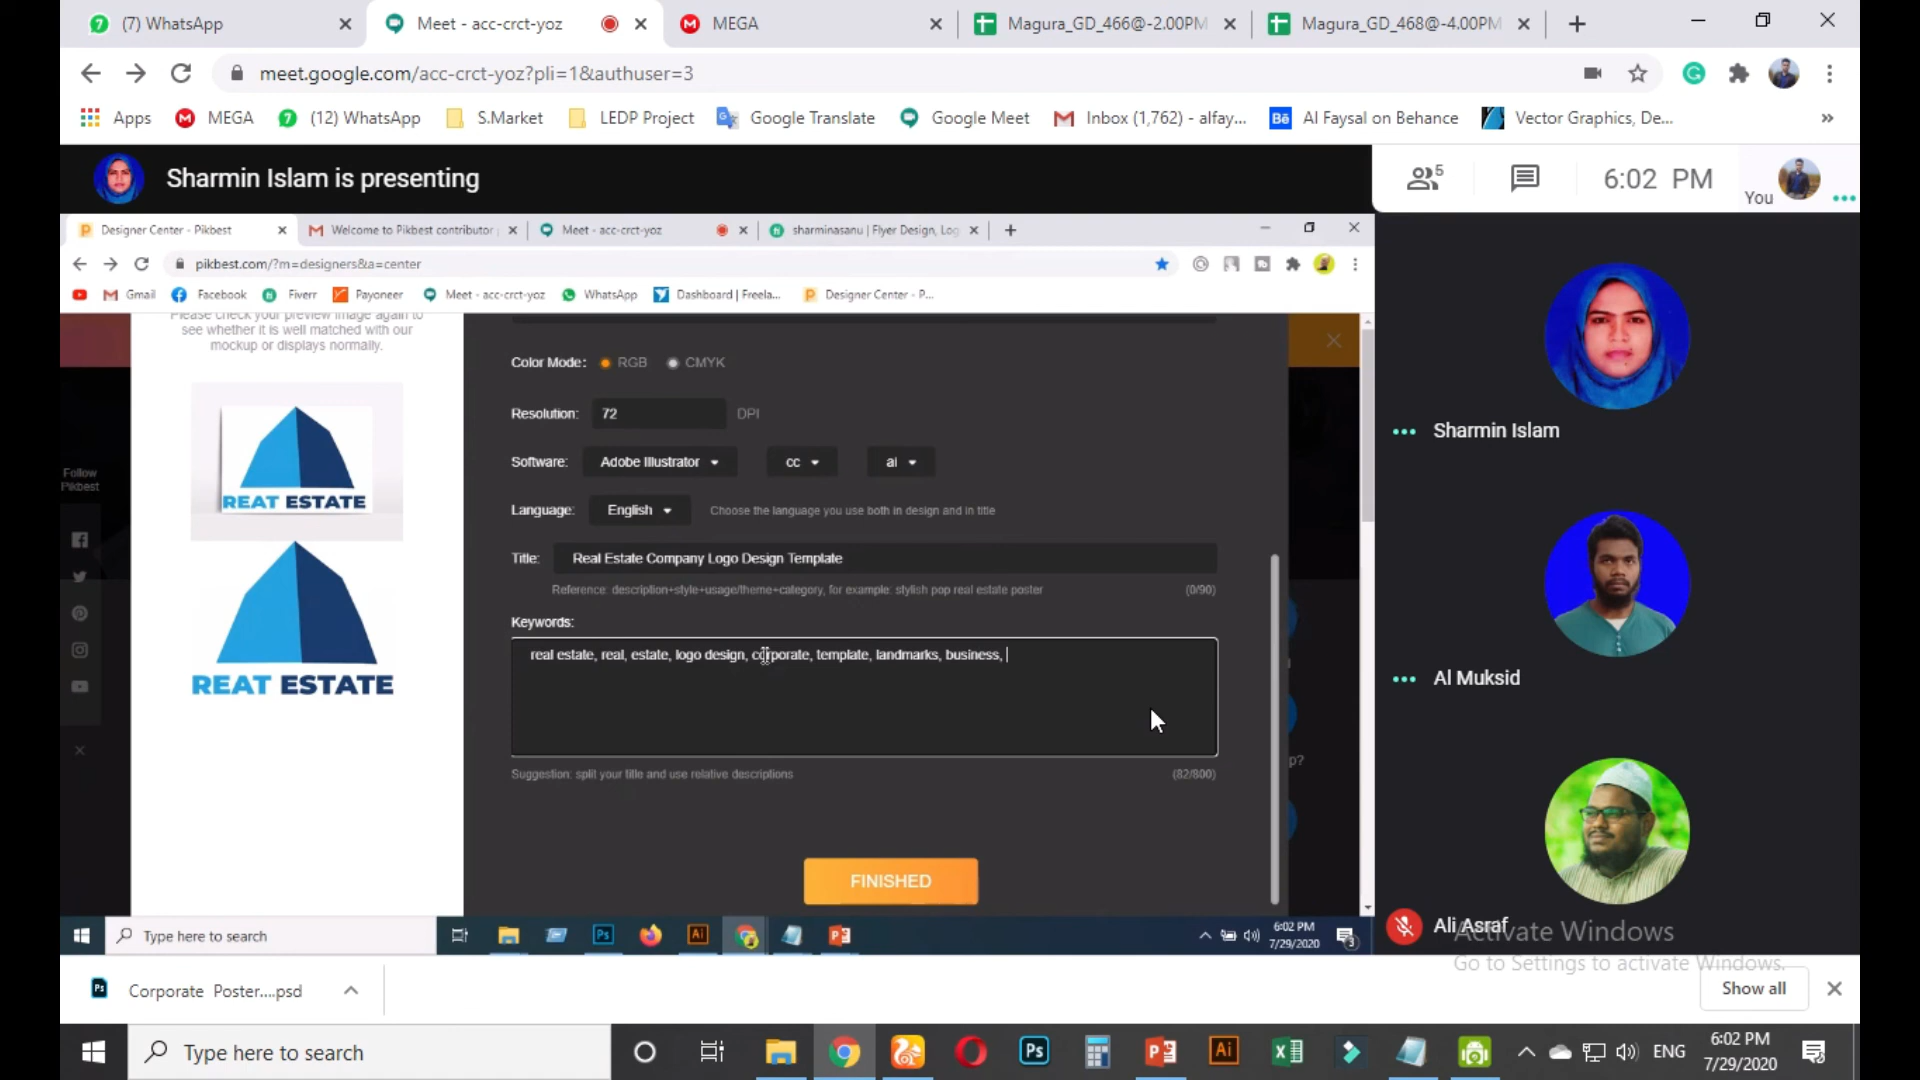 (7) WhatsApp
Meet - acc-crct-yoz
MEGA
Magura_GD_466@-2.00PM
Magura_GD_468@-4.00PM
meet.google.com/acc-crct-yoz?pli=1&authuser=3
Apps
MEGA
(12) WhatsApp
S.Market
LEDP Project
Google Translate
Google Meet
Inbox (1,762) - alfay...
Al Faysal on Behance
Vector Graphics, De...
»
Sharmin Islam is presenting
5
6:02 PM
You
Designer Center - Pikbest
Welcome to Pikbest contributor
Meet - acc-crct-yoz
sharminasanu | Flyer Design, Log
pikbest.com/?m=designers&a=center
Gmail
Facebook
Fiverr
Payoneer
Meet - acc-crct-yoz
WhatsApp
Dashboard | Freela...
Designer Center - P...
Please check your preview image again to
see whether it is well matched with our
mockup or displays normally.
REAT ESTATE
REAT ESTATE
Follow
Pikbest
Color Mode: RGB CMYK
Resolution: 72 DPI
Software: Adobe Illustrator cc ai
Language: English Choose the language you use both in design and in title
Title: Real Estate Company Logo Design Template
Reference: description+style+usage/theme+category, for example: stylish pop real estate poster (0/90)
Keywords:
real estate, real, estate, logo design, corporate, template, landmarks, business,
Suggestion: split your title and use relative descriptions (82/800)
FINISHED
p?
Sharmin Islam
Al Muksid
Ali Asraf
Type here to search
6:02 PM
7/29/2020
3
Activate Windows
Go to Settings to activate Windows.
Corporate Poster....psd
Show all
Type here to search
ENG
6:02 PM
7/29/2020